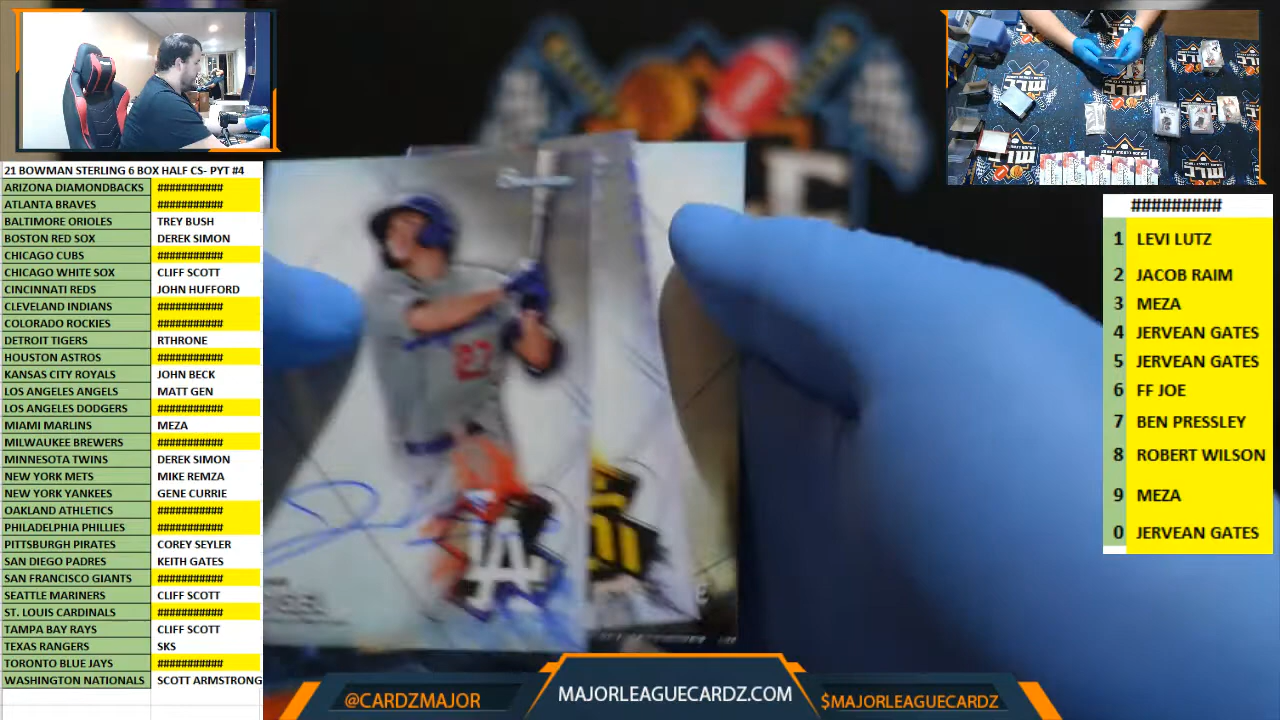 21 BOWMAN STERLING 6 BOX HALF CS- PYT #4
ARIZONA DIAMONDBACKS ###########
ATLANTA BRAVES ###########
BALTIMORE ORIOLES TREY BUSH
BOSTON RED SOX DEREK SIMON
CHICAGO CUBS ###########
CHICAGO WHITE SOX CLIFF SCOTT
CINCINNATI REDS JOHN HUFFORD
CLEVELAND INDIANS ###########
COLORADO ROCKIES ###########
DETROIT TIGERS RTHRONE
HOUSTON ASTROS ###########
KANSAS CITY ROYALS JOHN BECK
LOS ANGELES ANGELS MATT GEN
LOS ANGELES DODGERS ###########
MIAMI MARLINS MEZA
MILWAUKEE BREWERS ###########
MINNESOTA TWINS DEREK SIMON
NEW YORK METS MIKE REMZA
NEW YORK YANKEES GENE CURRIE
OAKLAND ATHLETICS ###########
PHILADELPHIA PHILLIES ###########
PITTSBURGH PIRATES COREY SEYLER
SAN DIEGO PADRES KEITH GATES
SAN FRANCISCO GIANTS ###########
SEATTLE MARINERS CLIFF SCOTT
ST. LOUIS CARDINALS ###########
TAMPA BAY RAYS CLIFF SCOTT
TEXAS RANGERS SKS
TORONTO BLUE JAYS ###########
WASHINGTON NATIONALS SCOTT ARMSTRONG
#########
1 LEVI LUTZ
2 JACOB RAIM
3 MEZA
4 JERVEAN GATES
5 JERVEAN GATES
6 FF JOE
7 BEN PRESSLEY
8 ROBERT WILSON
9 MEZA
0 JERVEAN GATES
27
LA
@CARDZMAJOR
MAJORLEAGUECARDZ.COM
$MAJORLEAGUECARDZ